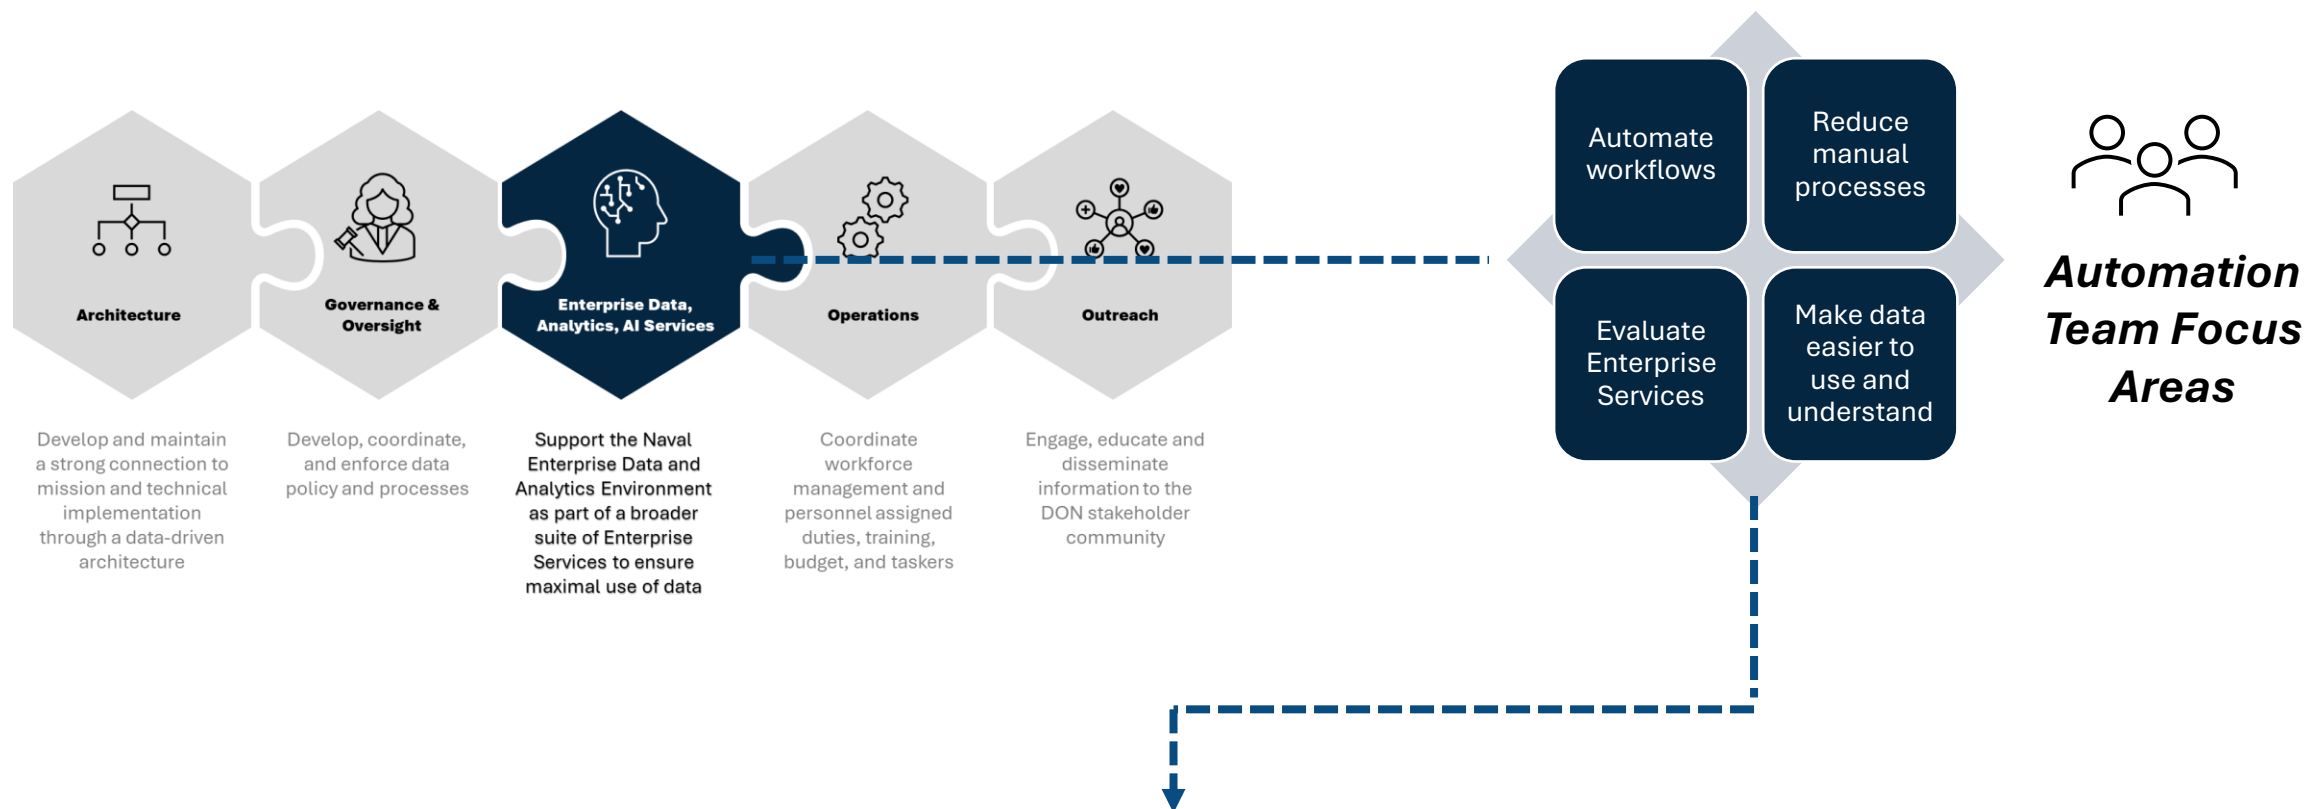 Architecture
Governance &
Oversight
Enterprise Data,
Analytics, AI Services
Operations
Outreach
Develop and maintain
a strong connection to
mission and technical
implementation
through a data-driven
architecture
Develop, coordinate,
and enforce data
policy and processes
Support the Naval
Enterprise Data and
Analytics Environment
as part of a broader
suite of Enterprise
Services to ensure
maximal use of data
Coordinate
workforce
management and
personnel assigned
duties, training,
budget, and taskers
Engage, educate and
disseminate
information to the
DON stakeholder
community
Automate
workflows
Reduce
manual
processes
Evaluate
Enterprise
Services
Make data
easier to
use and
understand
Automation
Team Focus
Areas